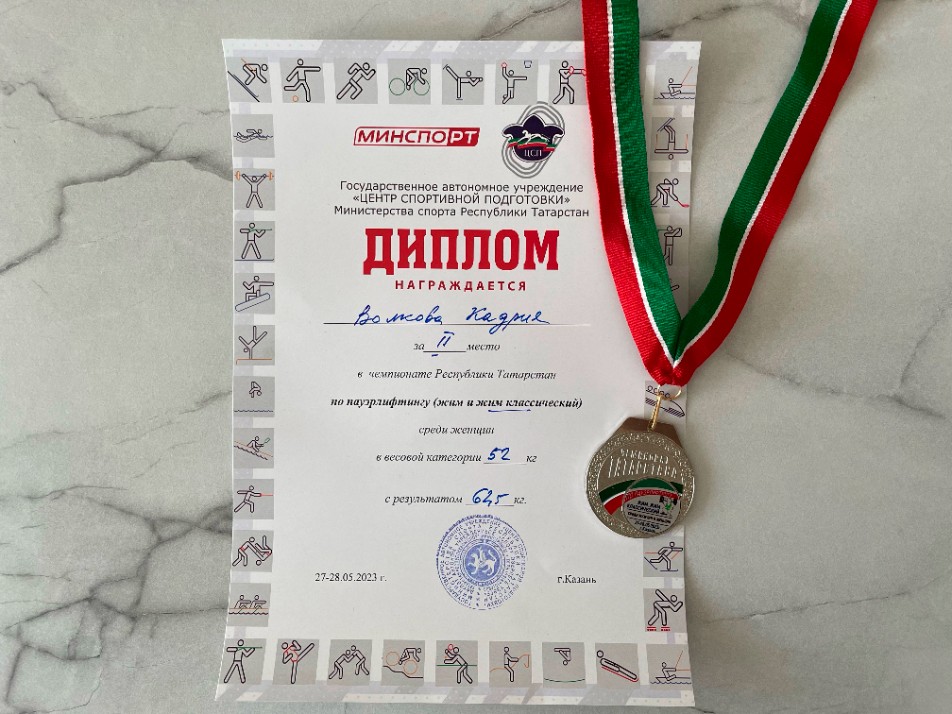 МИНСПОРТ
ЦСП
Государственное автономное учреждение
«ЦЕНТР СПОРТИВНОЙ ПОДГОТОВКИ»
Министерства спорта Республики Татарстан
ДИПЛОМ
НАГРАЖДАЕТСЯ
Волкова Кадрия
за II место
в чемпионате Республики Татарстан
по пауэрлифтингу (жим и жим классический)
среди женщин
в весовой категории 52 кг
с результатом 62,5 кг.
27-28.05.2023 г.
г.Казань
ТАТАРСТАНА